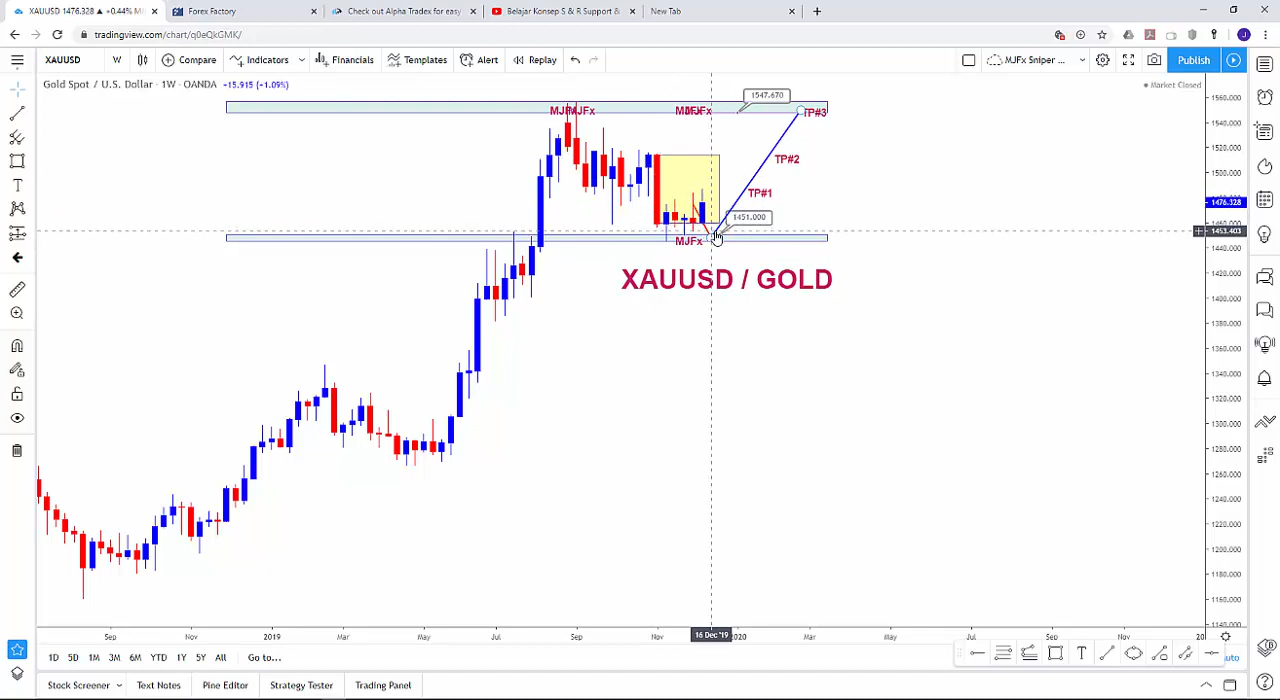 XAUUSD 1476.328 ▲ +0.44% M
Forex Factory
Check out Alpha Tradex for easy
Belajar Konsep S & R Support &
New Tab
tradingview.com/chart/q0eQkGMK/
XAUUSD
W
Compare
Indicators
Financials
Templates
Alert
Replay
MJFx Sniper ...
Publish
Gold Spot / U.S. Dollar · 1W · OANDA −15.915 (−1.09%)
Market Closed
1547.670
TP#3
TP#2
TP#1
1451.000
MJFx
XAUUSD / GOLD
1560.000
1540.000
1520.000
1500.000
1476.328
1460.000
1453.403
1440.000
1420.000
1400.000
1380.000
1360.000
1340.000
1320.000
1300.000
1280.000
1260.000
1240.000
1220.000
1200.000
1180.000
1160.000
1140.000
Sep
Nov
2019
Mar
May
Jul
Sep
Nov
16 Dec '19
2020
Mar
May
Jul
Sep
Nov
1D
5D
1M
3M
6M
YTD
1Y
5Y
All
Go to...
Stock Screener
Text Notes
Pine Editor
Strategy Tester
Trading Panel